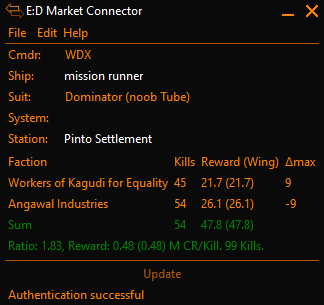 E:D Market Connector
File Edit Help
Cmdr: WDX
Ship: mission runner
Suit: Dominator (noob Tube)
System:
Station: Pinto Settlement
Faction Kills Reward (Wing) Δmax
Workers of Kagudi for Equality 45 21.7 (21.7) 9
Angawal Industries 54 26.1 (26.1) -9
Sum 54 47.8 (47.8)
Ratio: 1.83, Reward: 0.48 (0.48) M CR/Kill. 99 Kills.
Update
Authentication successful